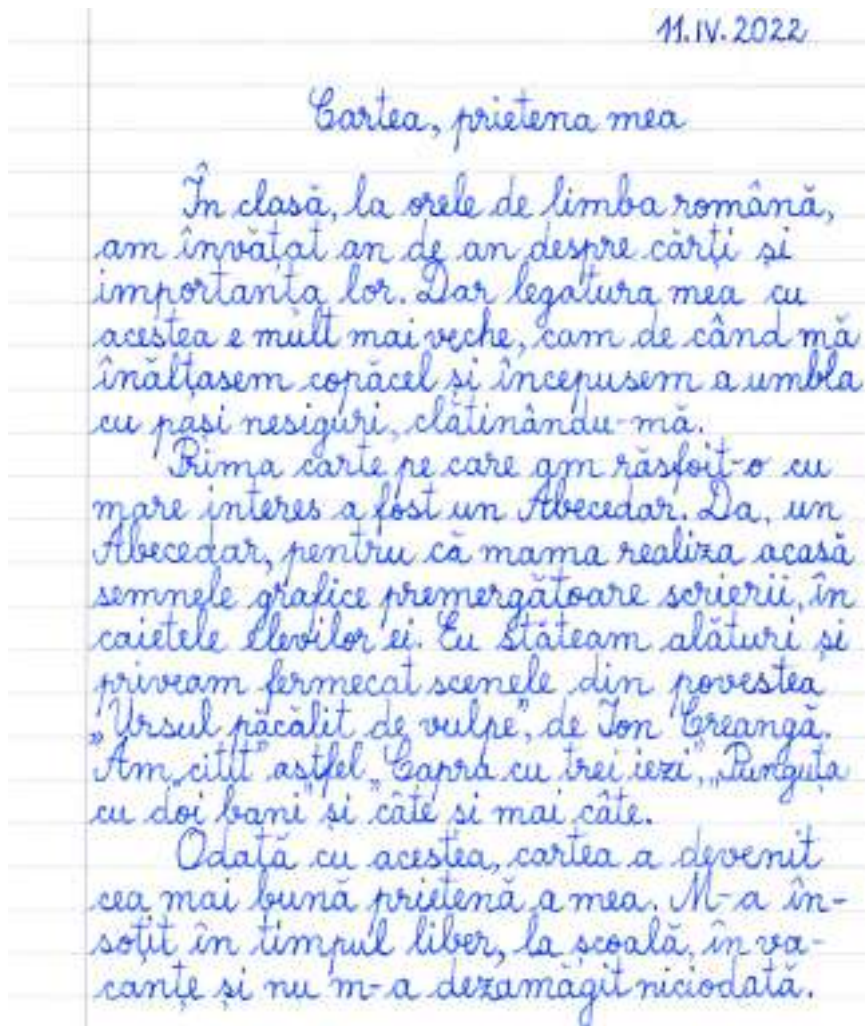 11.IV.2022
Cartea, prietena mea
În clasă, la orele de limba română,
am învățat an de an despre cărți și
importanța lor. Dar legătura mea cu
acestea e mult mai veche, cam de când mă
înălțasem copăcel și începusem a umbla
cu pași nesiguri, clătinându-mă.
Prima carte pe care am răsfoit-o cu
mare interes a fost un Abecedar. Da, un
Abecedar, pentru că mama realiza acasă
semnele grafice premergătoare scrierii, în
caietele elevilor ei. Eu stăteam alături și
priveam fermecat scenele din povestea
„Ursul păcălit de vulpe”, de Ion Creangă.
Am „citit” astfel „Capra cu trei iezi”, „Punguța
cu doi bani” și câte și mai câte.
Odată cu acestea, cartea a devenit
cea mai bună prietenă a mea. M-a în-
soțit în timpul liber, la școală, în va-
canțe și nu m-a dezamăgit niciodată.